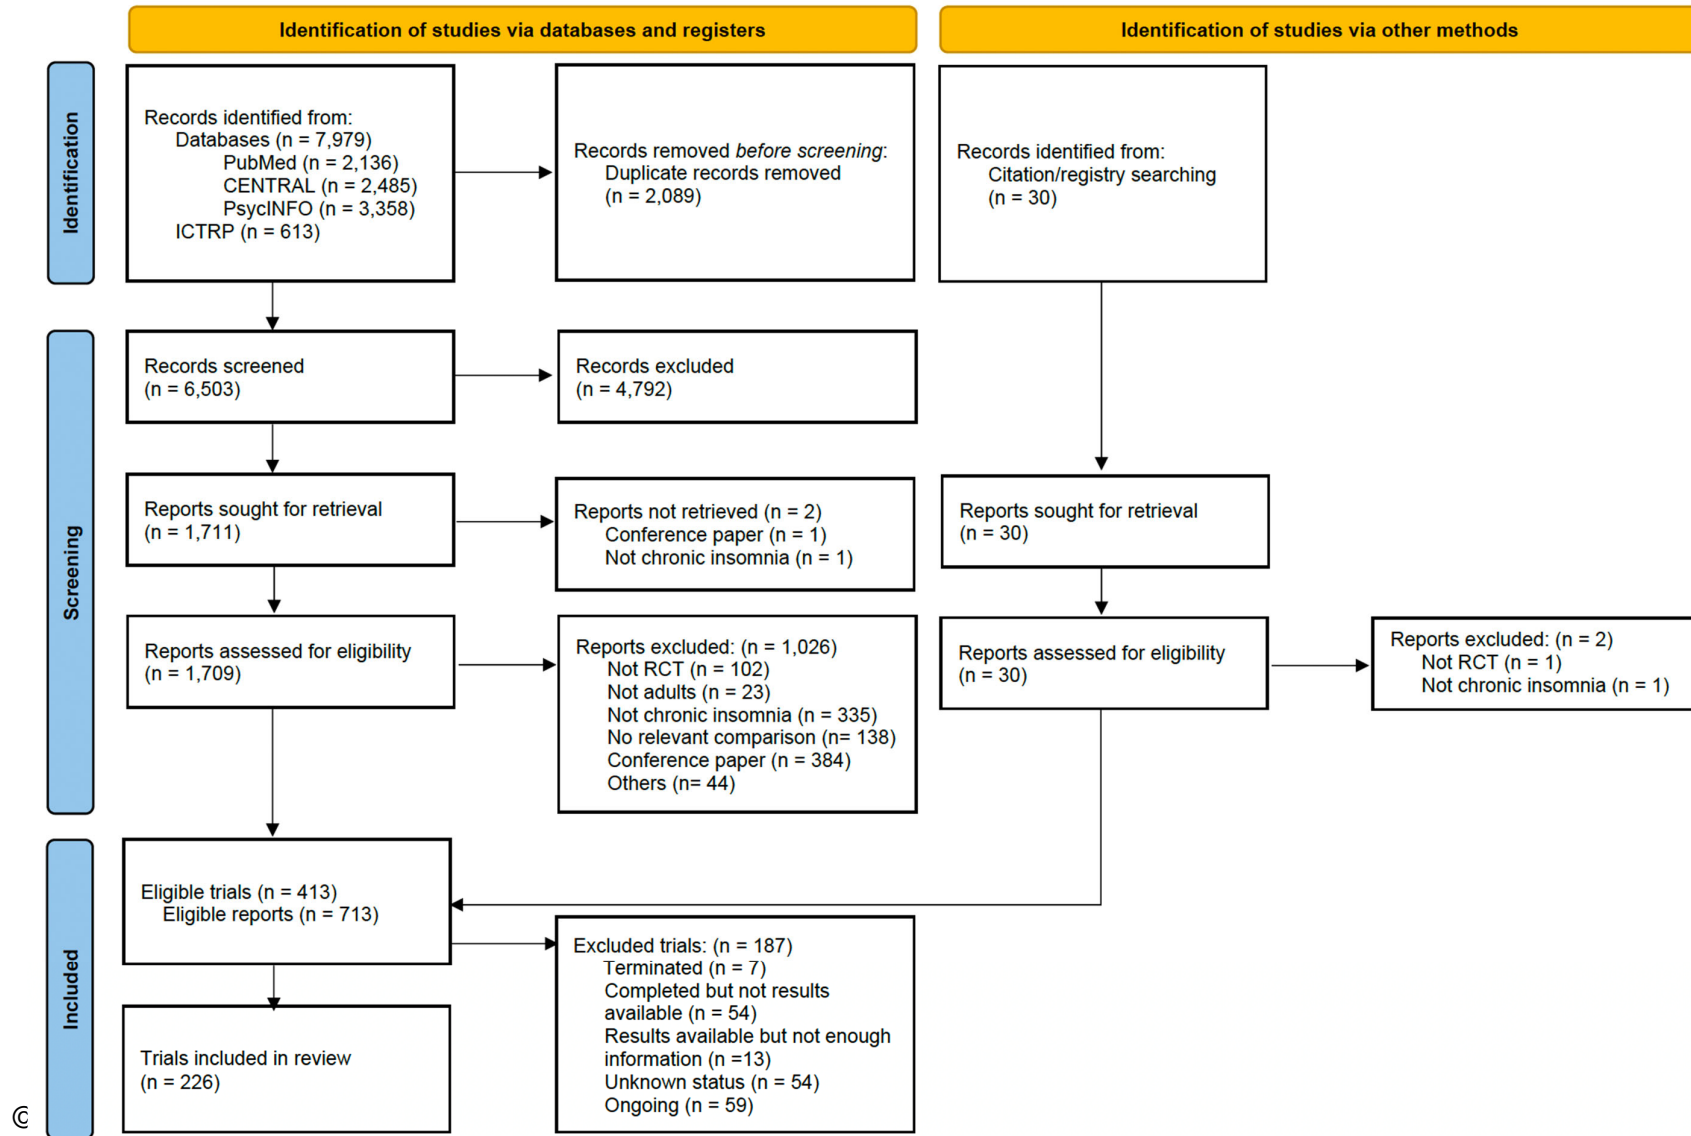 Identification of studies via databases and registers
Identification of studies via other methods
Identification
Records identified from:
Databases (n = 7,979)
PubMed (n = 2,136)
CENTRAL (n = 2,485)
PsycINFO (n = 3,358)
ICTRP (n = 613)
Records removed before screening:
Duplicate records removed
(n = 2,089)
Records identified from:
Citation/registry searching
(n = 30)
Screening
Records screened
(n = 6,503)
Records excluded
(n = 4,792)
Reports sought for retrieval
(n = 1,711)
Reports not retrieved (n = 2)
Conference paper (n = 1)
Not chronic insomnia (n = 1)
Reports sought for retrieval
(n = 30)
Reports assessed for eligibility
(n = 1,709)
Reports excluded: (n = 1,026)
Not RCT (n = 102)
Not adults (n = 23)
Not chronic insomnia (n = 335)
No relevant comparison (n= 138)
Conference paper (n = 384)
Others (n= 44)
Reports assessed for eligibility
(n = 30)
Reports excluded: (n = 2)
Not RCT (n = 1)
Not chronic insomnia (n = 1)
Included
Eligible trials (n = 413)
Eligible reports (n = 713)
Excluded trials: (n = 187)
Terminated (n = 7)
Completed but not results
available (n = 54)
Results available but not enough
information (n =13)
Unknown status (n = 54)
Ongoing (n = 59)
Trials included in review
(n = 226)
©